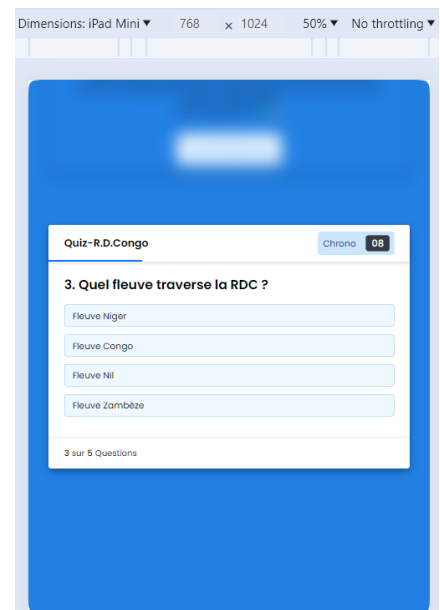 Dimensions: iPad Mini ▼ 768 × 1024 50% ▼ No throttling ▼
Quiz-R.D.Congo Chrono 08
3. Quel fleuve traverse la RDC ?
Fleuve Niger
Fleuve Congo
Fleuve Nil
Fleuve Zambèze
3 sur 5 Questions